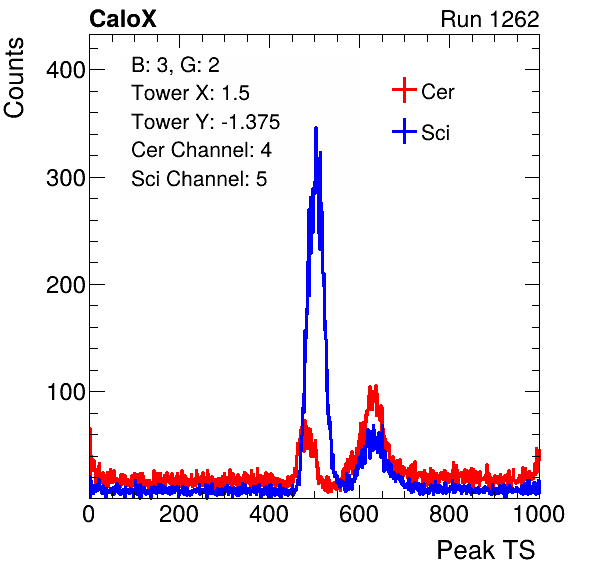 CaloX Run 1262
Counts
400
300
200
100
B: 3, G: 2
Tower X: 1.5
Tower Y: -1.375
Cer Channel: 4
Sci Channel: 5
Cer
Sci
0 200 400 600 800 1000
Peak TS